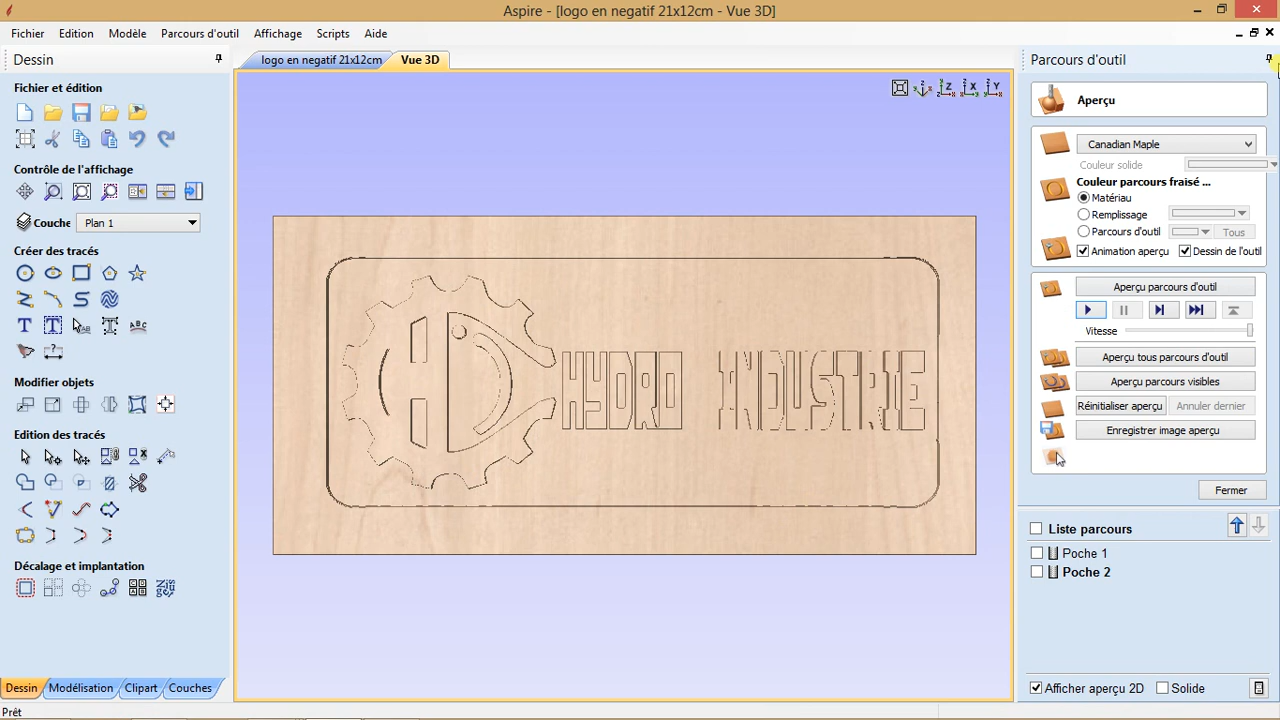 Aspire - [logo en negatif 21x12cm - Vue 3D]
Fichier Edition Modèle Parcours d'outil Affichage Scripts Aide
Dessin
Fichier et édition
Contrôle de l'affichage
Couche Plan 1
Créer des tracés
Modifier objets
Edition des tracés
Décalage et implantation
Dessin Modélisation Clipart Couches
Prêt
logo en negatif 21x12cm Vue 3D
Z X Y
HYDRO INDUSTRIE
Parcours d'outil
Aperçu
Canadian Maple
Couleur solide
Couleur parcours fraisé ...
Matériau
Remplissage
Parcours d'outil Tous
Animation aperçu Dessin de l'outil
Aperçu parcours d'outil
Vitesse
Aperçu tous parcours d'outil
Aperçu parcours visibles
Réinitialiser aperçu Annuler dernier
Enregistrer image aperçu
Fermer
Liste parcours
Poche 1
Poche 2
Afficher aperçu 2D Solide